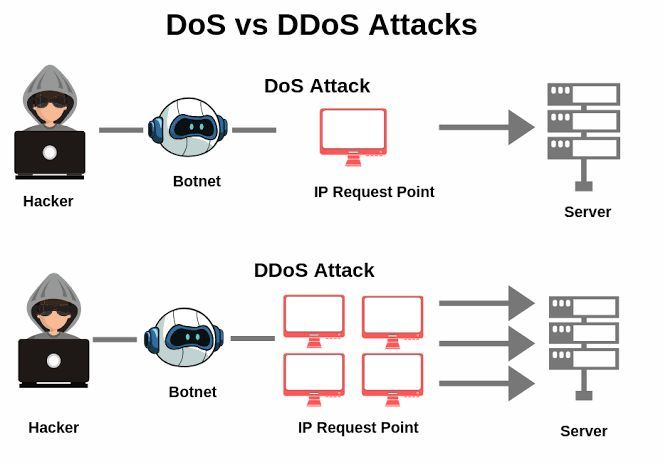 DoS vs DDoS Attacks
DoS Attack
Botnet
IP Request Point
Hacker
Server
DDoS Attack
Botnet
Hacker
IP Request Point
Server